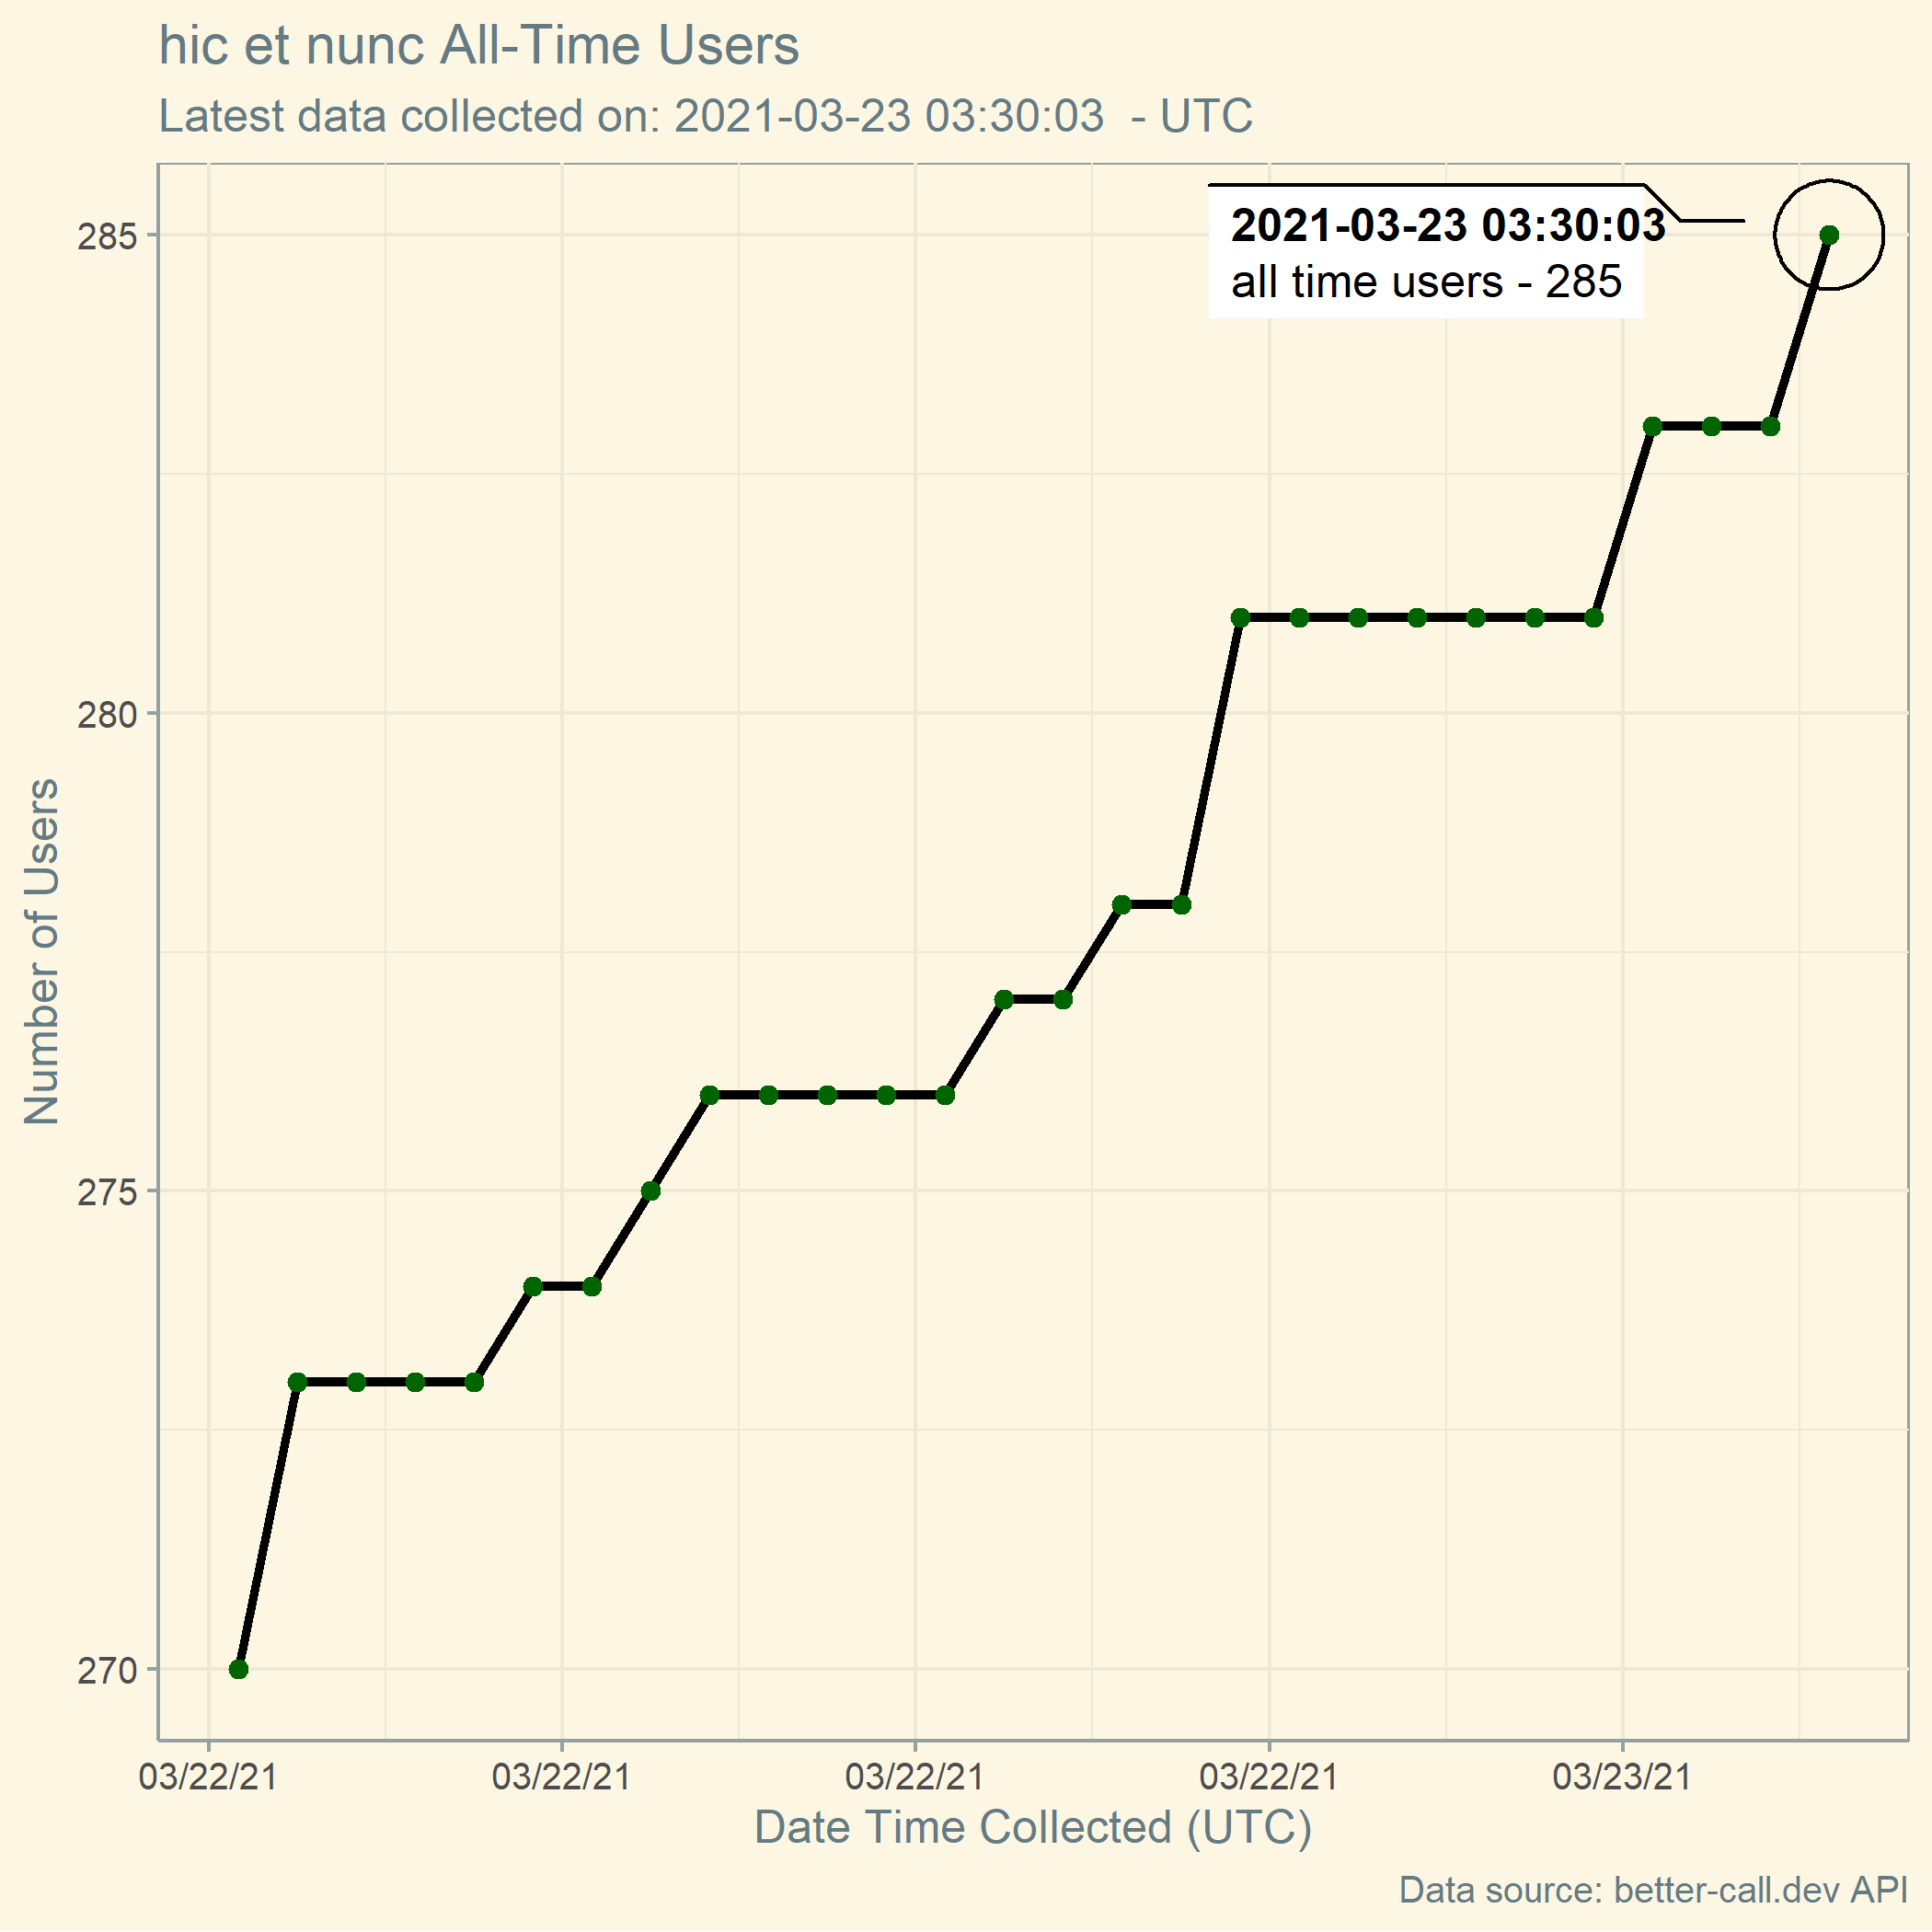 hic et nunc All-Time Users
Latest data collected on: 2021-03-23 03:30:03  - UTC
2021-03-23 03:30:03
all time users - 285
285
280
275
270
Number of Users
03/22/21 03/22/21 03/22/21 03/22/21 03/23/21
Date Time Collected (UTC)
Data source: better-call.dev API